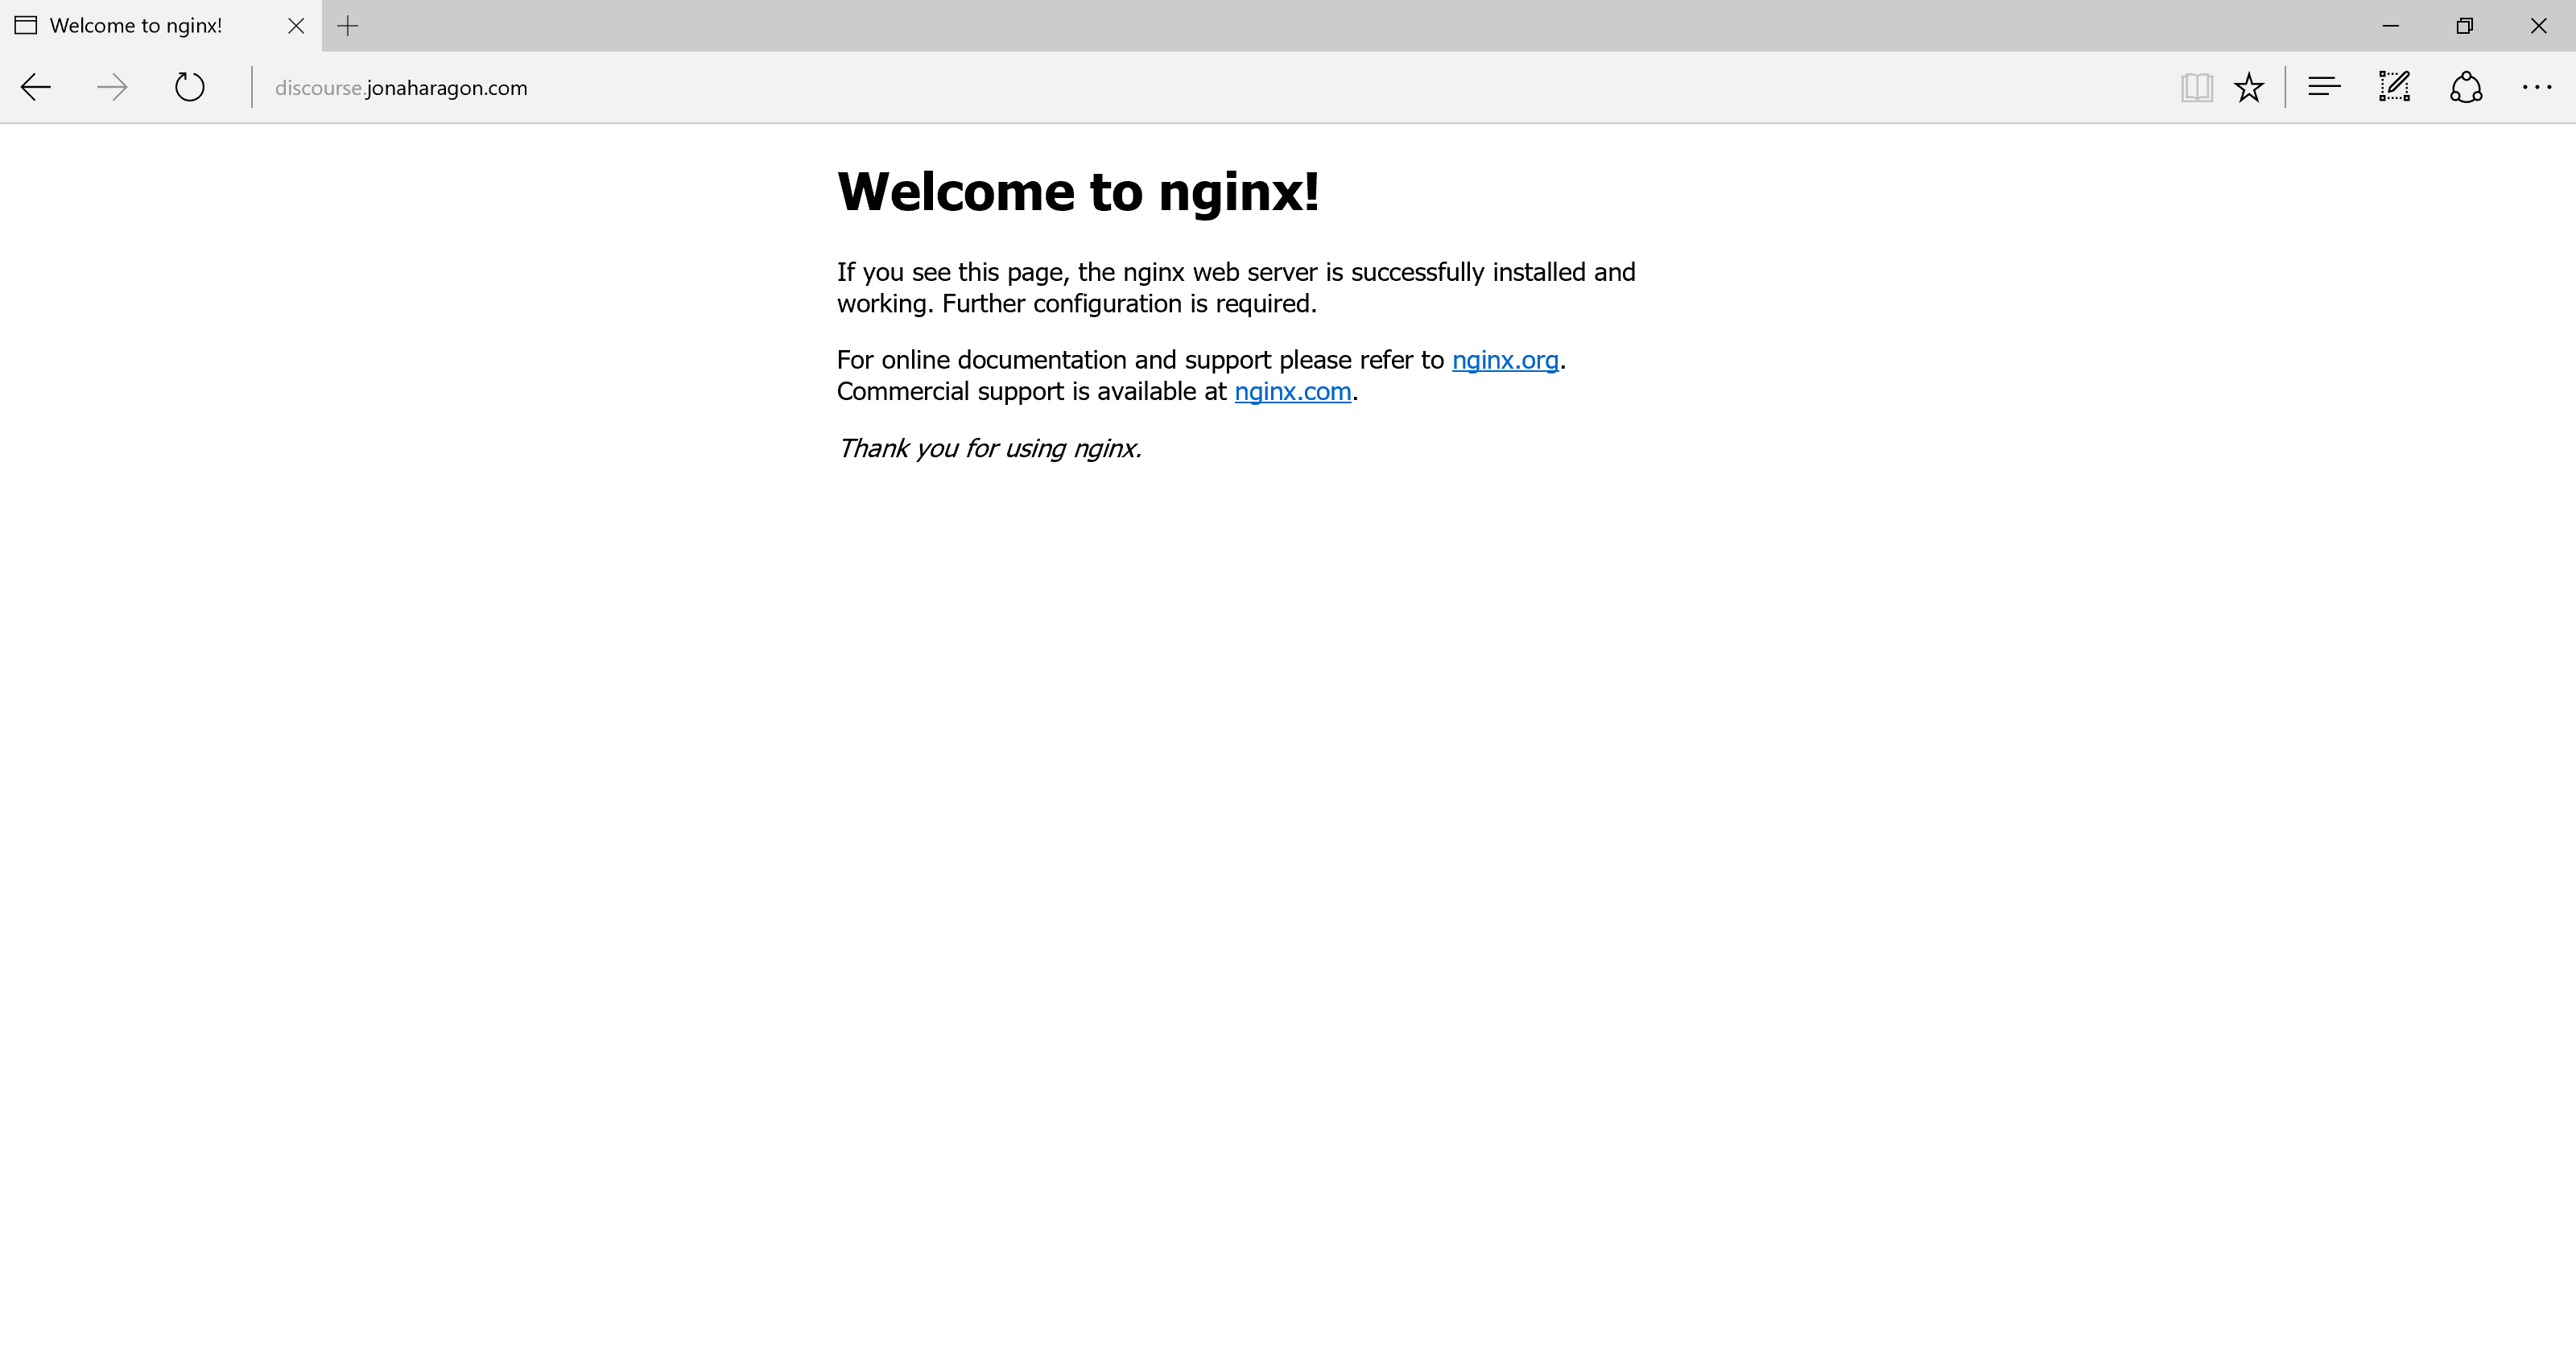 Welcome to nginx!
discourse.jonaharagon.com
Welcome to nginx!
If you see this page, the nginx web server is successfully installed and
working. Further configuration is required.
For online documentation and support please refer to nginx.org.
Commercial support is available at nginx.com.
Thank you for using nginx.